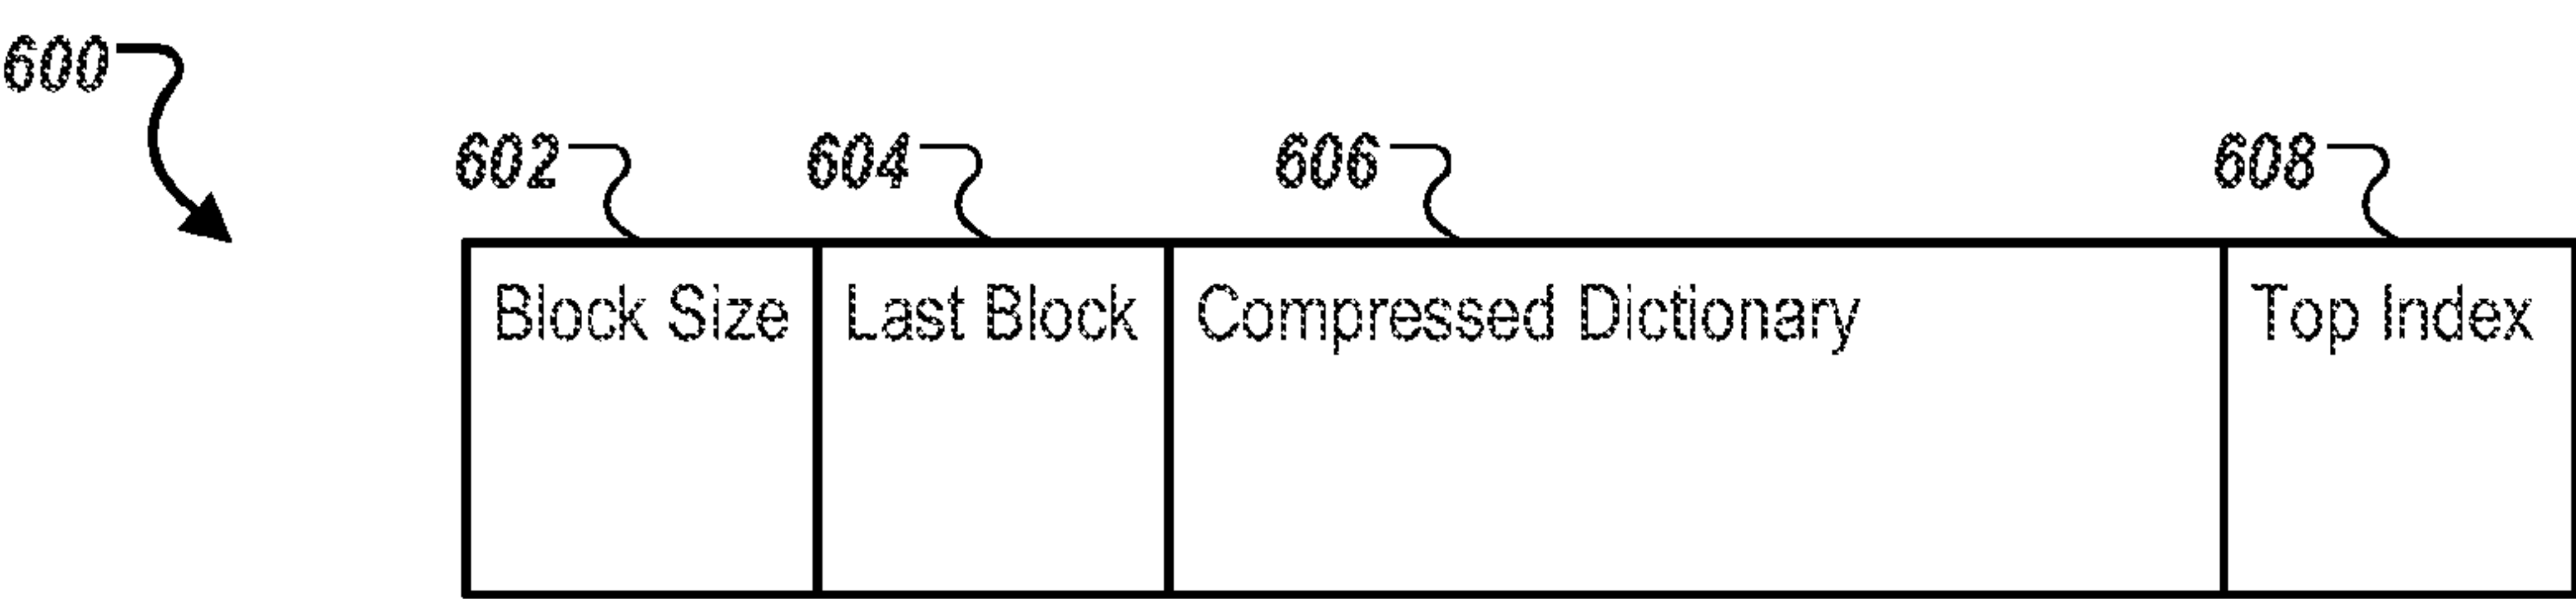 600
602 604 606 608
Block Size Last Block Compressed Dictionary Top Index